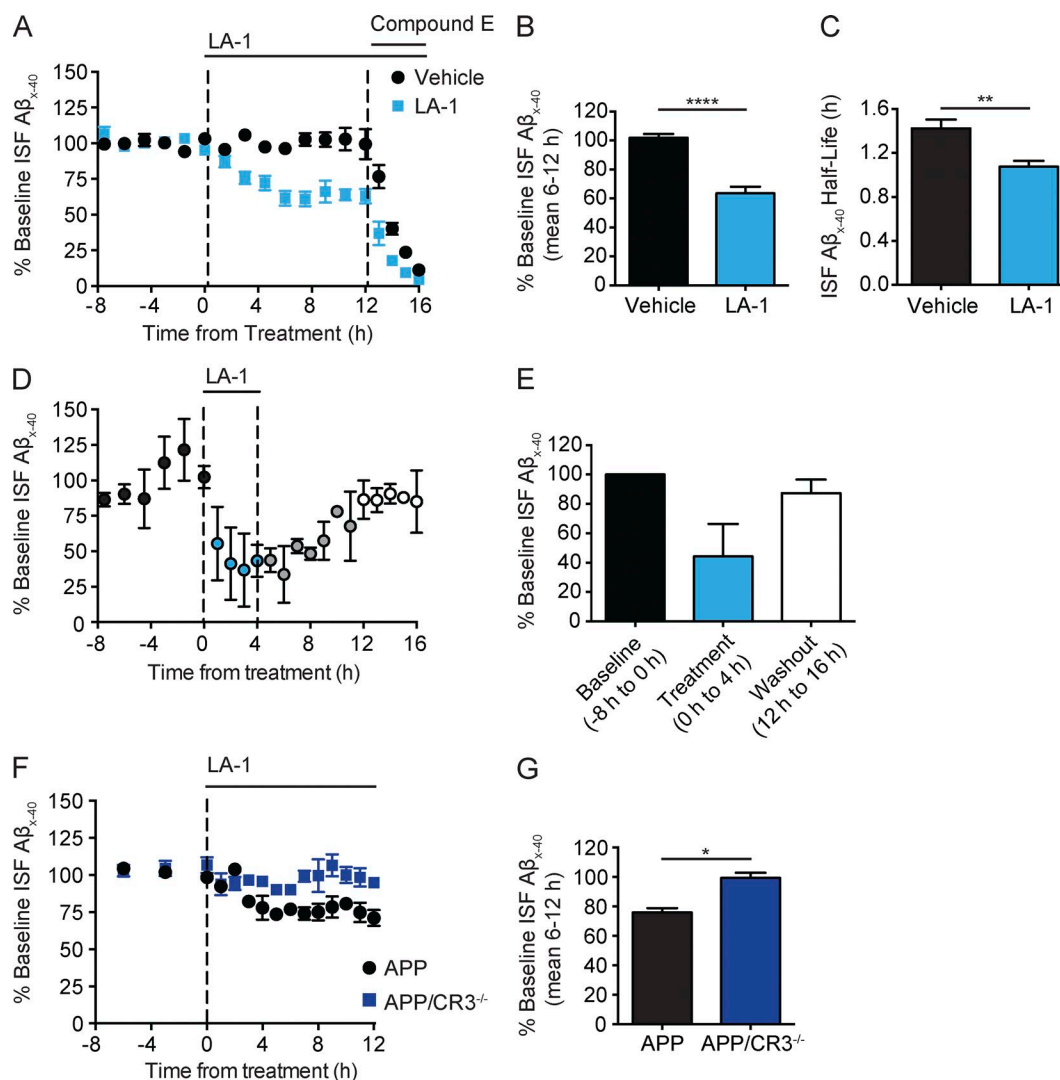 A
LA-1
Compound E
Vehicle
LA-1
% Baseline ISF Aβx-40
150
125
100
75
50
25
0
-8 -4 0 4 8 12 16
Time from Treatment (h)
B
****
% Baseline ISF Aβx-40
(mean 6-12 h)
120
100
80
60
40
20
0
Vehicle LA-1
C
**
ISF Aβx-40 Half-Life (h)
1.6
1.2
0.8
0.4
0.0
Vehicle LA-1
D
LA-1
% Baseline ISF Aβx-40
150
125
100
75
50
25
0
-8 -4 0 4 8 12 16
Time from treatment (h)
E
% Baseline ISF Aβx-40
120
100
80
60
40
20
0
Baseline
(-8 h to 0 h)
Treatment
(0 h to 4 h)
Washout
(12 h to 16 h)
F
LA-1
% Baseline ISF Aβx-40
150
125
100
75
50
25
0
APP
APP/CR3-/-
-8 -4 0 4 8 12
Time from treatment (h)
G
*
% Baseline ISF Aβx-40
(mean 6-12 h)
120
100
80
60
40
20
0
APP APP/CR3-/-